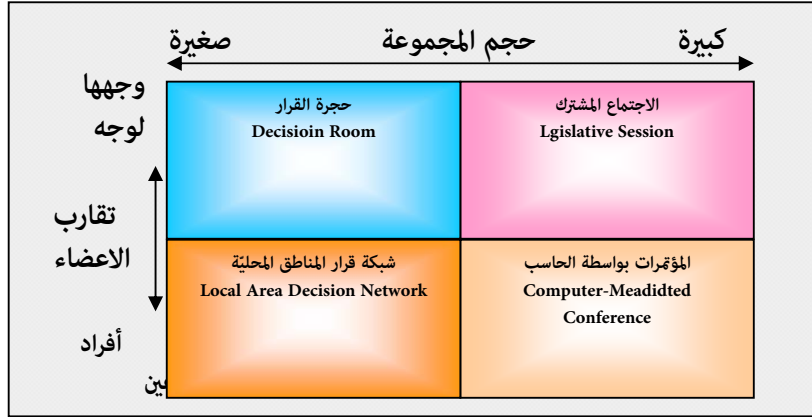 كبيرة حجم المجموعة صغيرة
وجهها
لوجه
حجرة القرار
Decisioin Room
الاجتماع المشترك
Lgislative Session
تقارب
الاعضاء
شبكة قرار المناطق المحليّة
Local Area Decision Network
المؤتمرات بواسطة الحاسب
Computer-Meadidted
Conference
أفراد